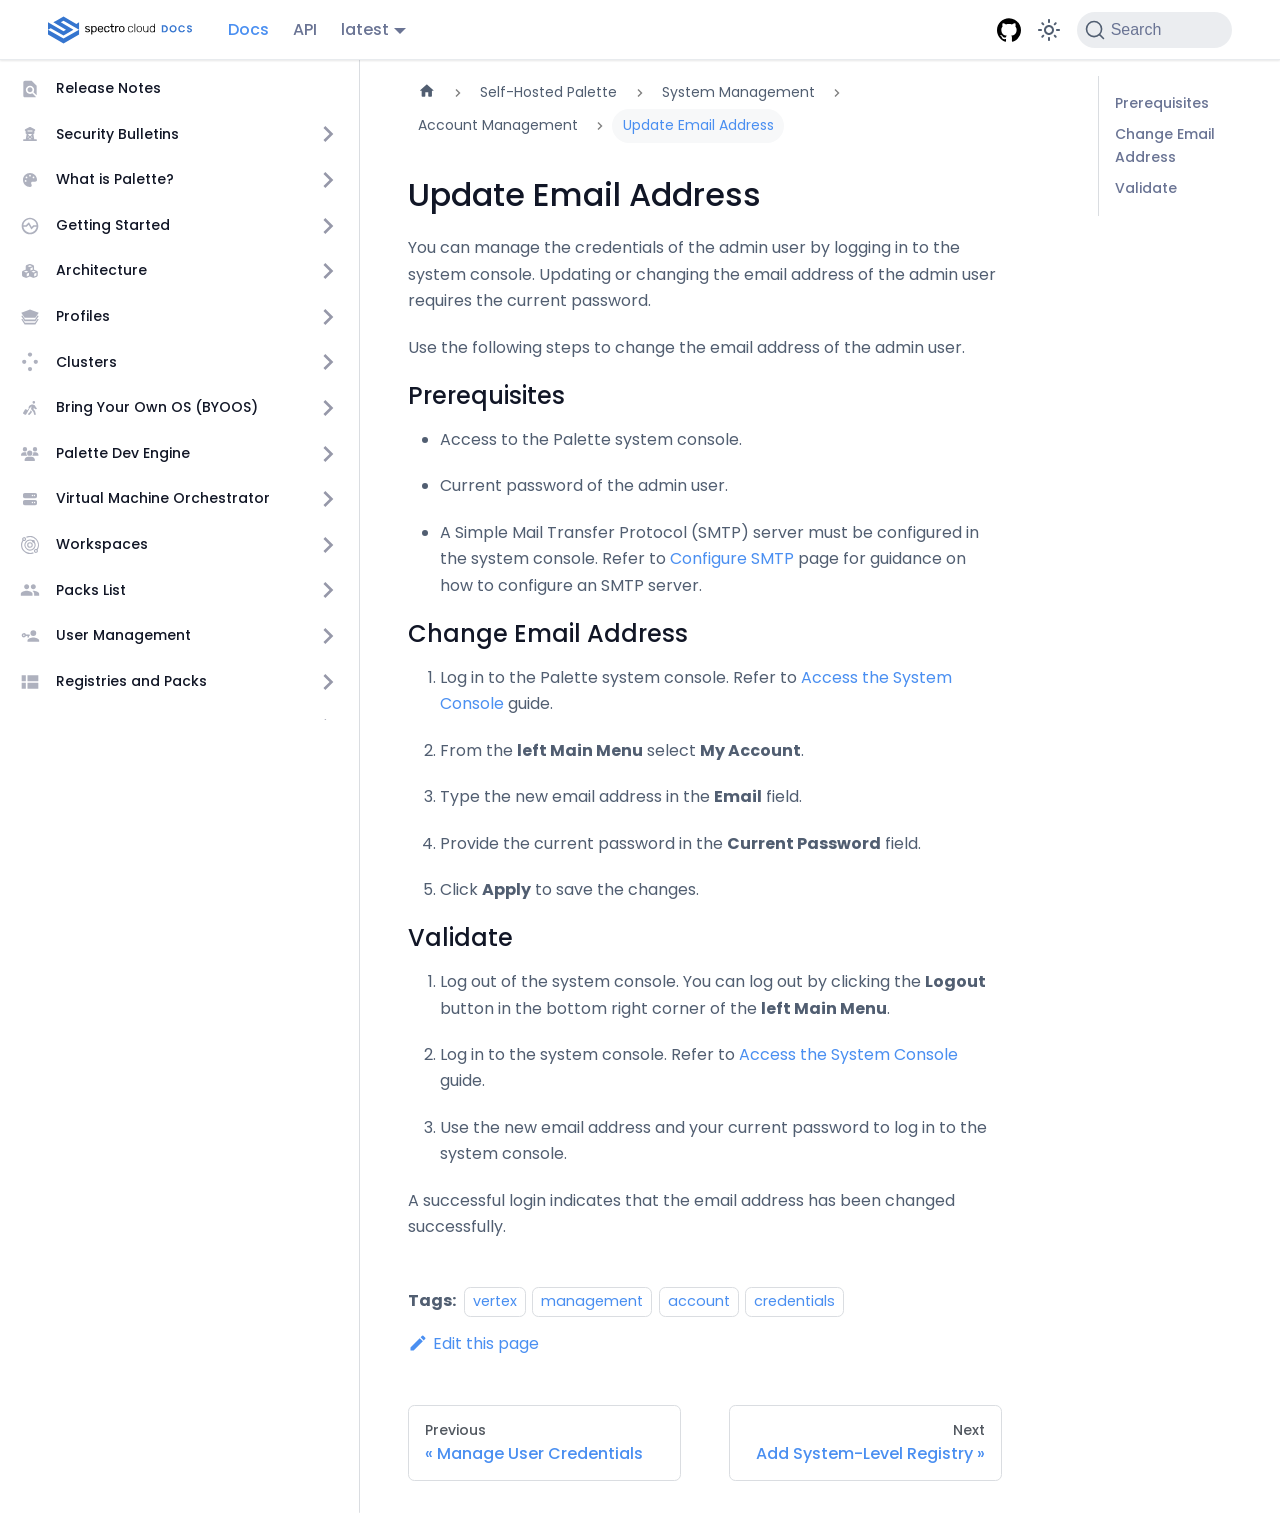 spectro cloud DOCS Docs API latest Search
Release Notes
Security Bulletins
What is Palette?
Getting Started
Architecture
Profiles
Clusters
Bring Your Own OS (BYOOS)
Palette Dev Engine
Virtual Machine Orchestrator
Workspaces
Packs List
User Management
Registries and Packs
Self-Hosted Palette System Management
Account Management Update Email Address
Update Email Address
You can manage the credentials of the admin user by logging in to the
system console. Updating or changing the email address of the admin user
requires the current password.
Use the following steps to change the email address of the admin user.
Prerequisites
Access to the Palette system console.
Current password of the admin user.
A Simple Mail Transfer Protocol (SMTP) server must be configured in
the system console. Refer to Configure SMTP page for guidance on
how to configure an SMTP server.
Change Email Address
1. Log in to the Palette system console. Refer to Access the System
Console guide.
2. From the left Main Menu select My Account.
3. Type the new email address in the Email field.
4. Provide the current password in the Current Password field.
5. Click Apply to save the changes.
Validate
1. Log out of the system console. You can log out by clicking the Logout
button in the bottom right corner of the left Main Menu.
2. Log in to the system console. Refer to Access the System Console
guide.
3. Use the new email address and your current password to log in to the
system console.
A successful login indicates that the email address has been changed
successfully.
Tags: vertex management account credentials
Edit this page
Previous
« Manage User Credentials
Next
Add System-Level Registry »
Prerequisites
Change Email
Address
Validate